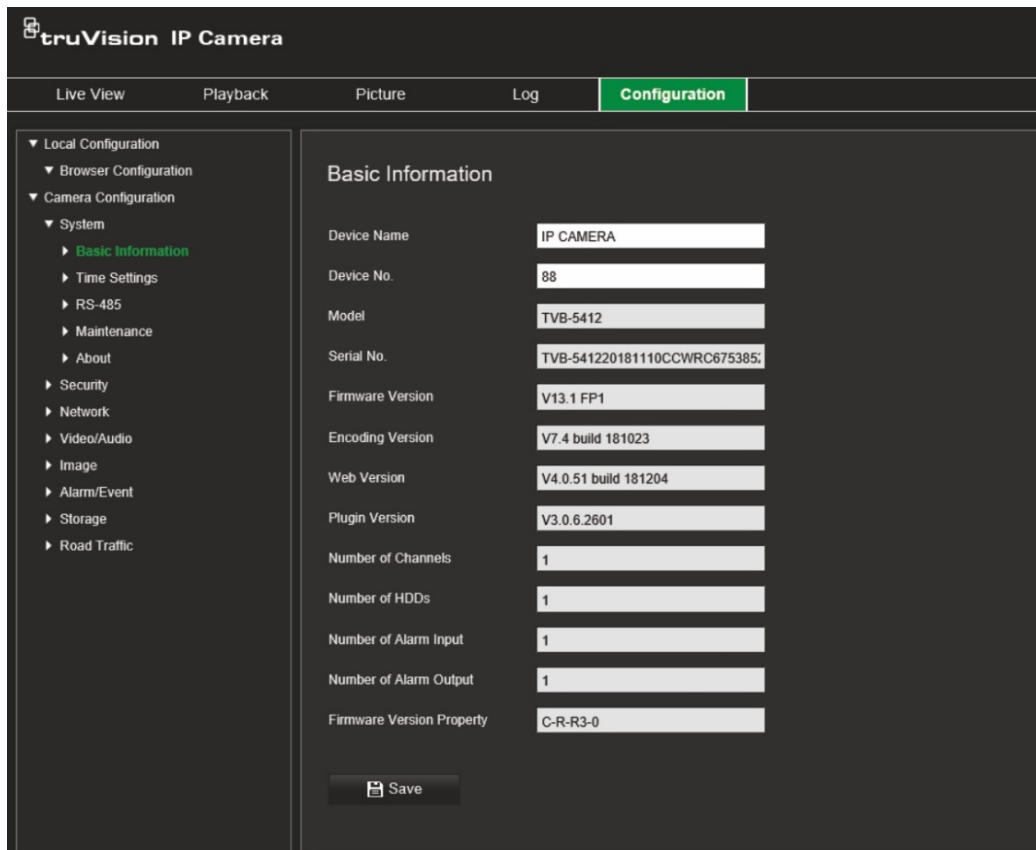 truVision IP Camera
Live View Playback Picture Log Configuration
Local Configuration
Browser Configuration
Camera Configuration
System
Basic Information
Time Settings
RS-485
Maintenance
About
Security
Network
Video/Audio
Image
Alarm/Event
Storage
Road Traffic
Basic Information
Device Name IP CAMERA
Device No. 88
Model TVB-5412
Serial No. TVB-541220181110CCWRC675385
Firmware Version V13.1 FP1
Encoding Version V7.4 build 181023
Web Version V4.0.51 build 181204
Plugin Version V3.0.6.2601
Number of Channels 1
Number of HDDs 1
Number of Alarm Input 1
Number of Alarm Output 1
Firmware Version Property C-R-R3-0
Save